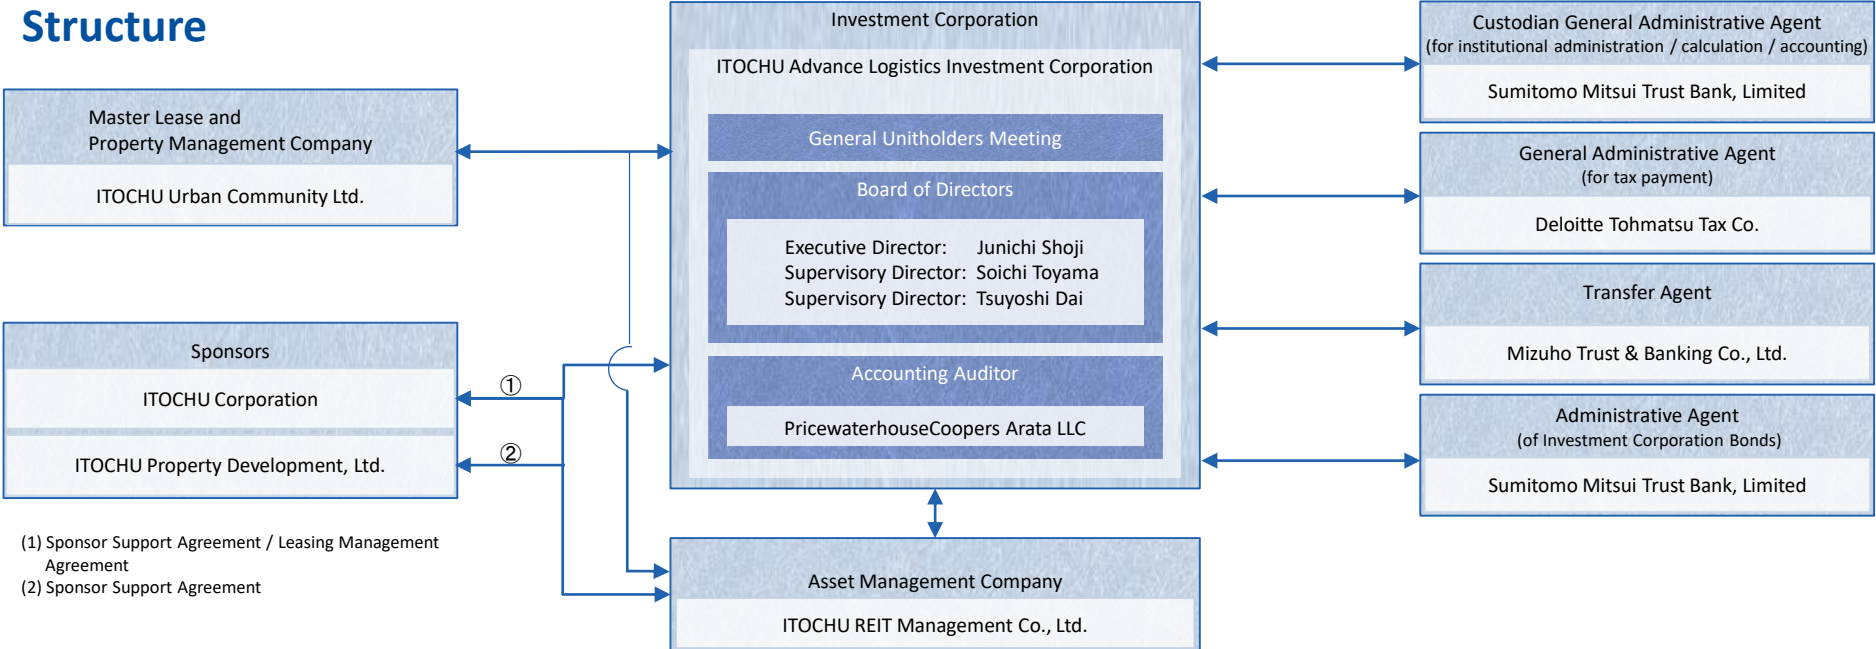 Structure
Master Lease and
Property Management Company
ITOCHU Urban Community Ltd.
Sponsors
ITOCHU Corporation
ITOCHU Property Development, Ltd.
①
②
(1) Sponsor Support Agreement / Leasing Management
Agreement
(2) Sponsor Support Agreement
Investment Corporation
ITOCHU Advance Logistics Investment Corporation
General Unitholders Meeting
Board of Directors
Executive Director: Junichi Shoji
Supervisory Director: Soichi Toyama
Supervisory Director: Tsuyoshi Dai
Accounting Auditor
PricewaterhouseCoopers Arata LLC
Asset Management Company
ITOCHU REIT Management Co., Ltd.
Custodian General Administrative Agent
(for institutional administration / calculation / accounting)
Sumitomo Mitsui Trust Bank, Limited
General Administrative Agent
(for tax payment)
Deloitte Tohmatsu Tax Co.
Transfer Agent
Mizuho Trust & Banking Co., Ltd.
Administrative Agent
(of Investment Corporation Bonds)
Sumitomo Mitsui Trust Bank, Limited